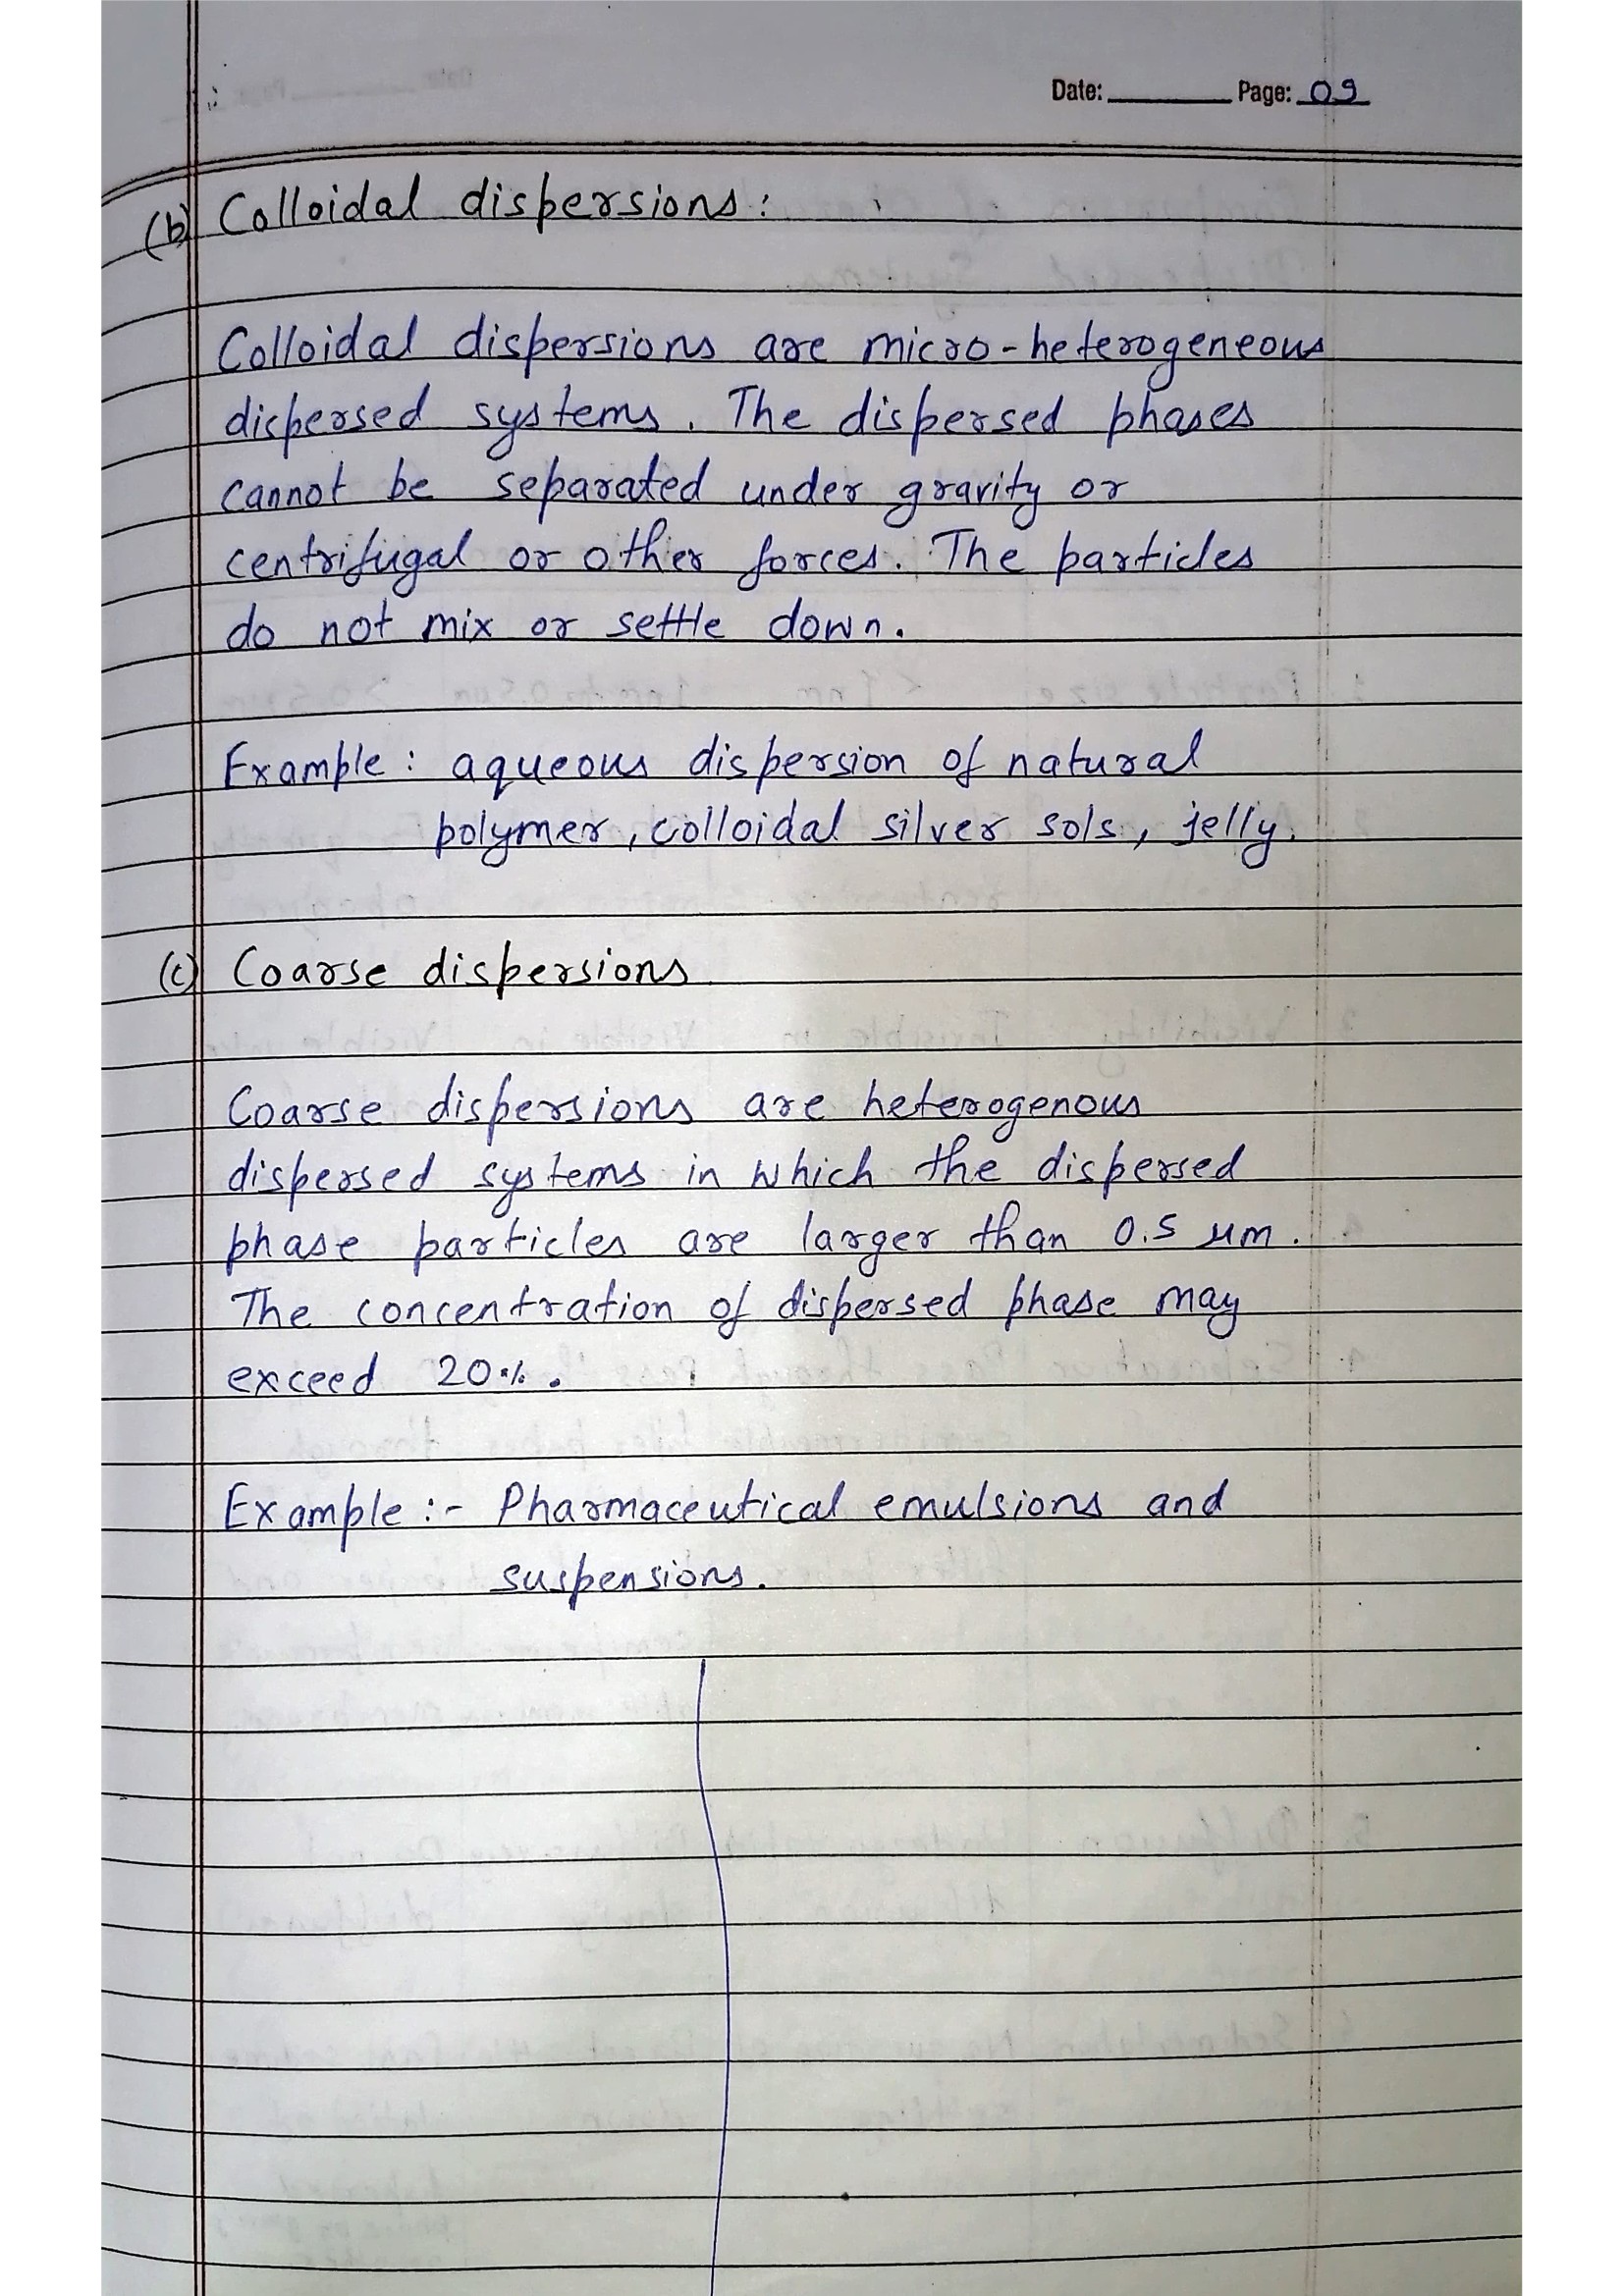 Date: Page: 09
(b) Colloidal dispersions:
Colloidal dispersions are micro-heterogeneous
dispersed systems. The dispersed phases
cannot be separated under gravity or
centrifugal or other forces. The particles
do not mix or settle down.
Example: aqueous dispersion of natural
polymer, colloidal silver sols, jelly.
(c) Coarse dispersions
Coarse dispersions are heterogenous
dispersed systems in which the dispersed
phase particles are larger than 0.5 μm.
The concentration of dispersed phase may
exceed 20%.
Example :- Pharmaceutical emulsions and
suspensions.